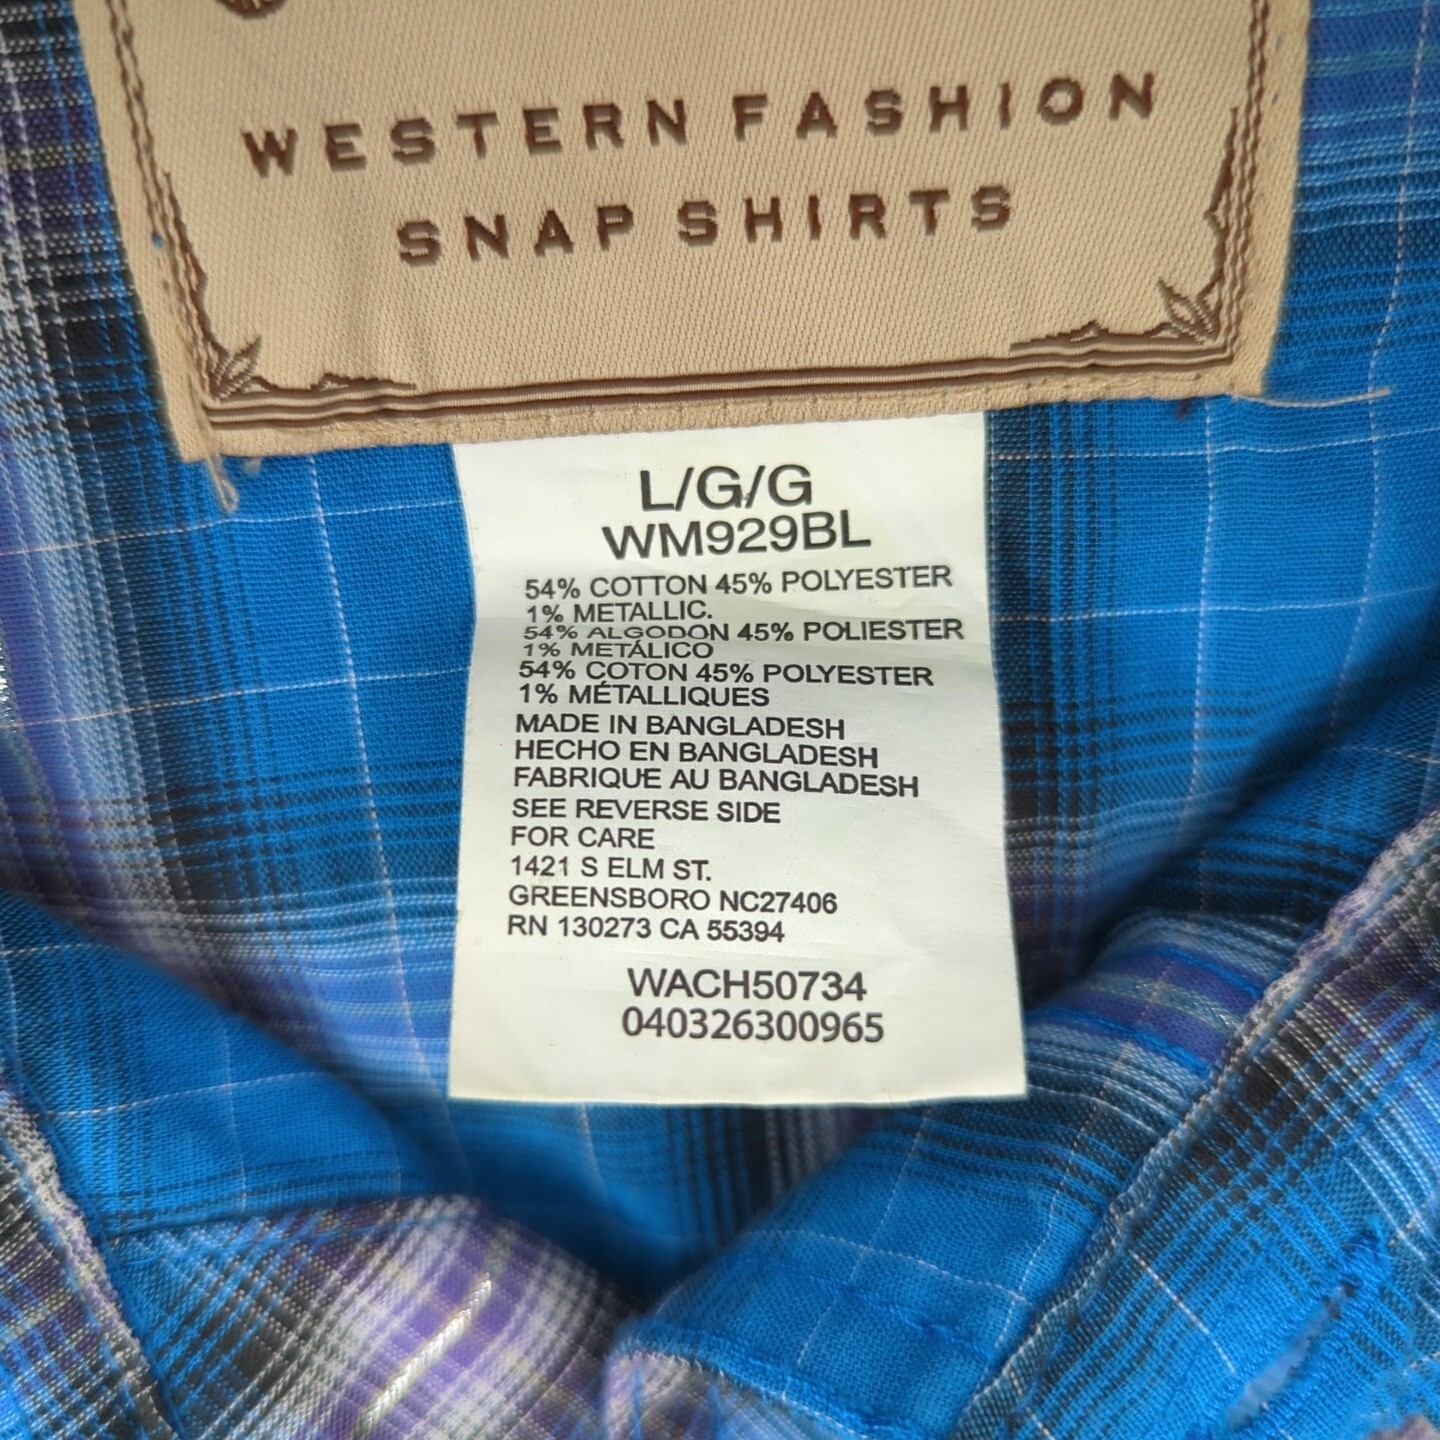 WESTERN FASHION
SNAP SHIRTS
L/G/G
WM929BL
54% COTTON 45% POLYESTER
1% METALLIC.
54% ALGODON 45% POLIESTER
1% METÁLICO
54% COTON 45% POLYESTER
1% MÉTALLIQUES
MADE IN BANGLADESH
HECHO EN BANGLADESH
FABRIQUE AU BANGLADESH
SEE REVERSE SIDE
FOR CARE
1421 S ELM ST.
GREENSBORO NC27406
RN 130273 CA 55394
WACH50734
040326300965